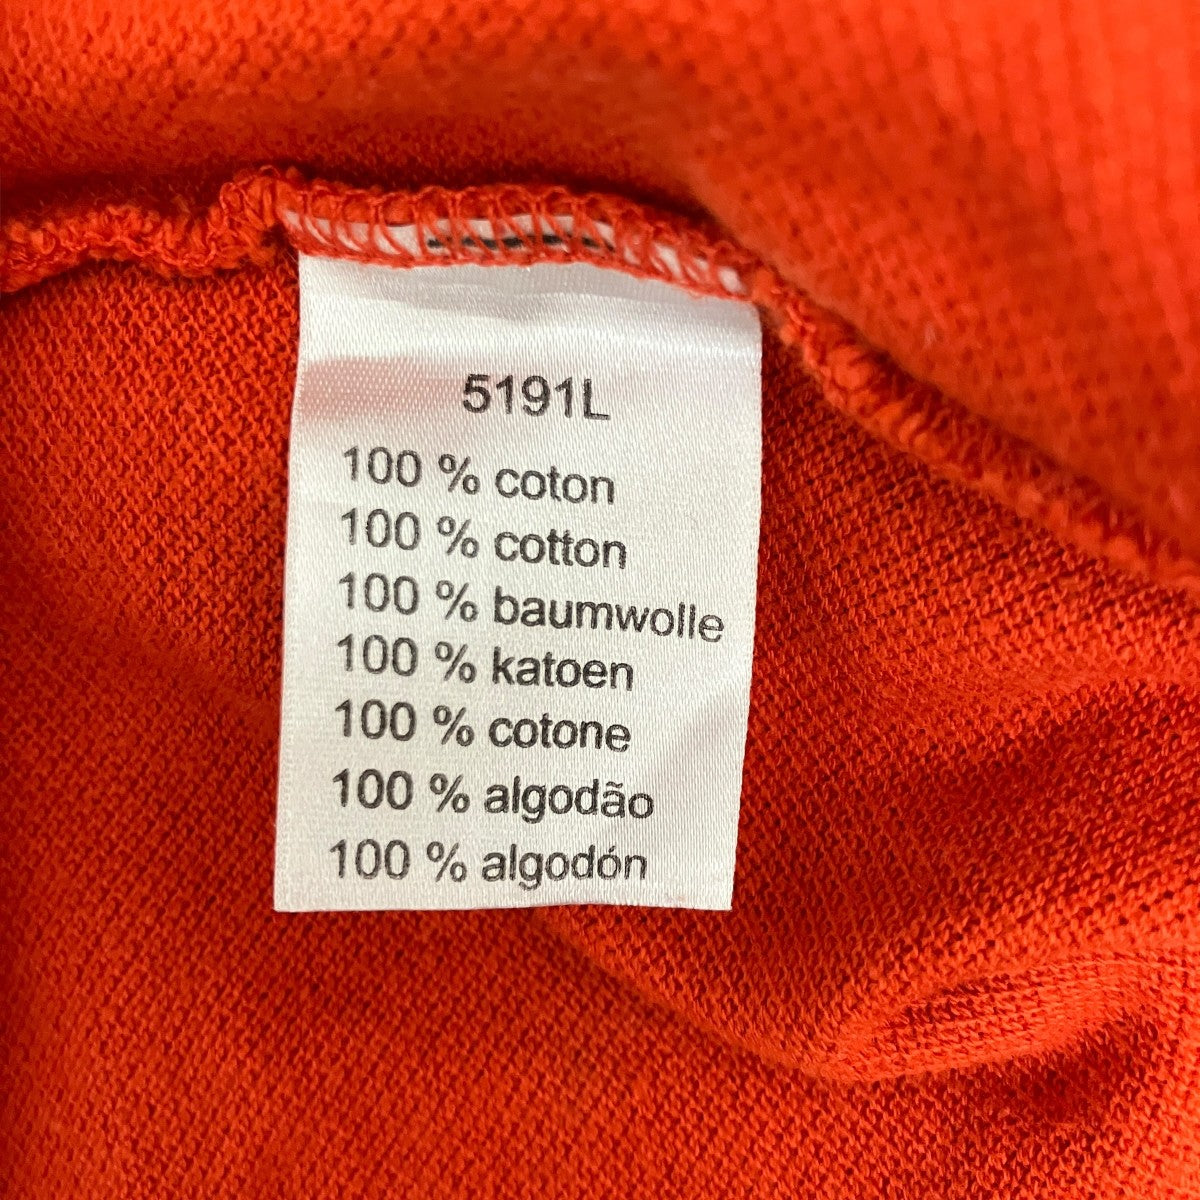 5191L
100 % coton
100 % cotton
100 % baumwolle
100 % katoen
100 % cotone
100 % algodão
100 % algodón